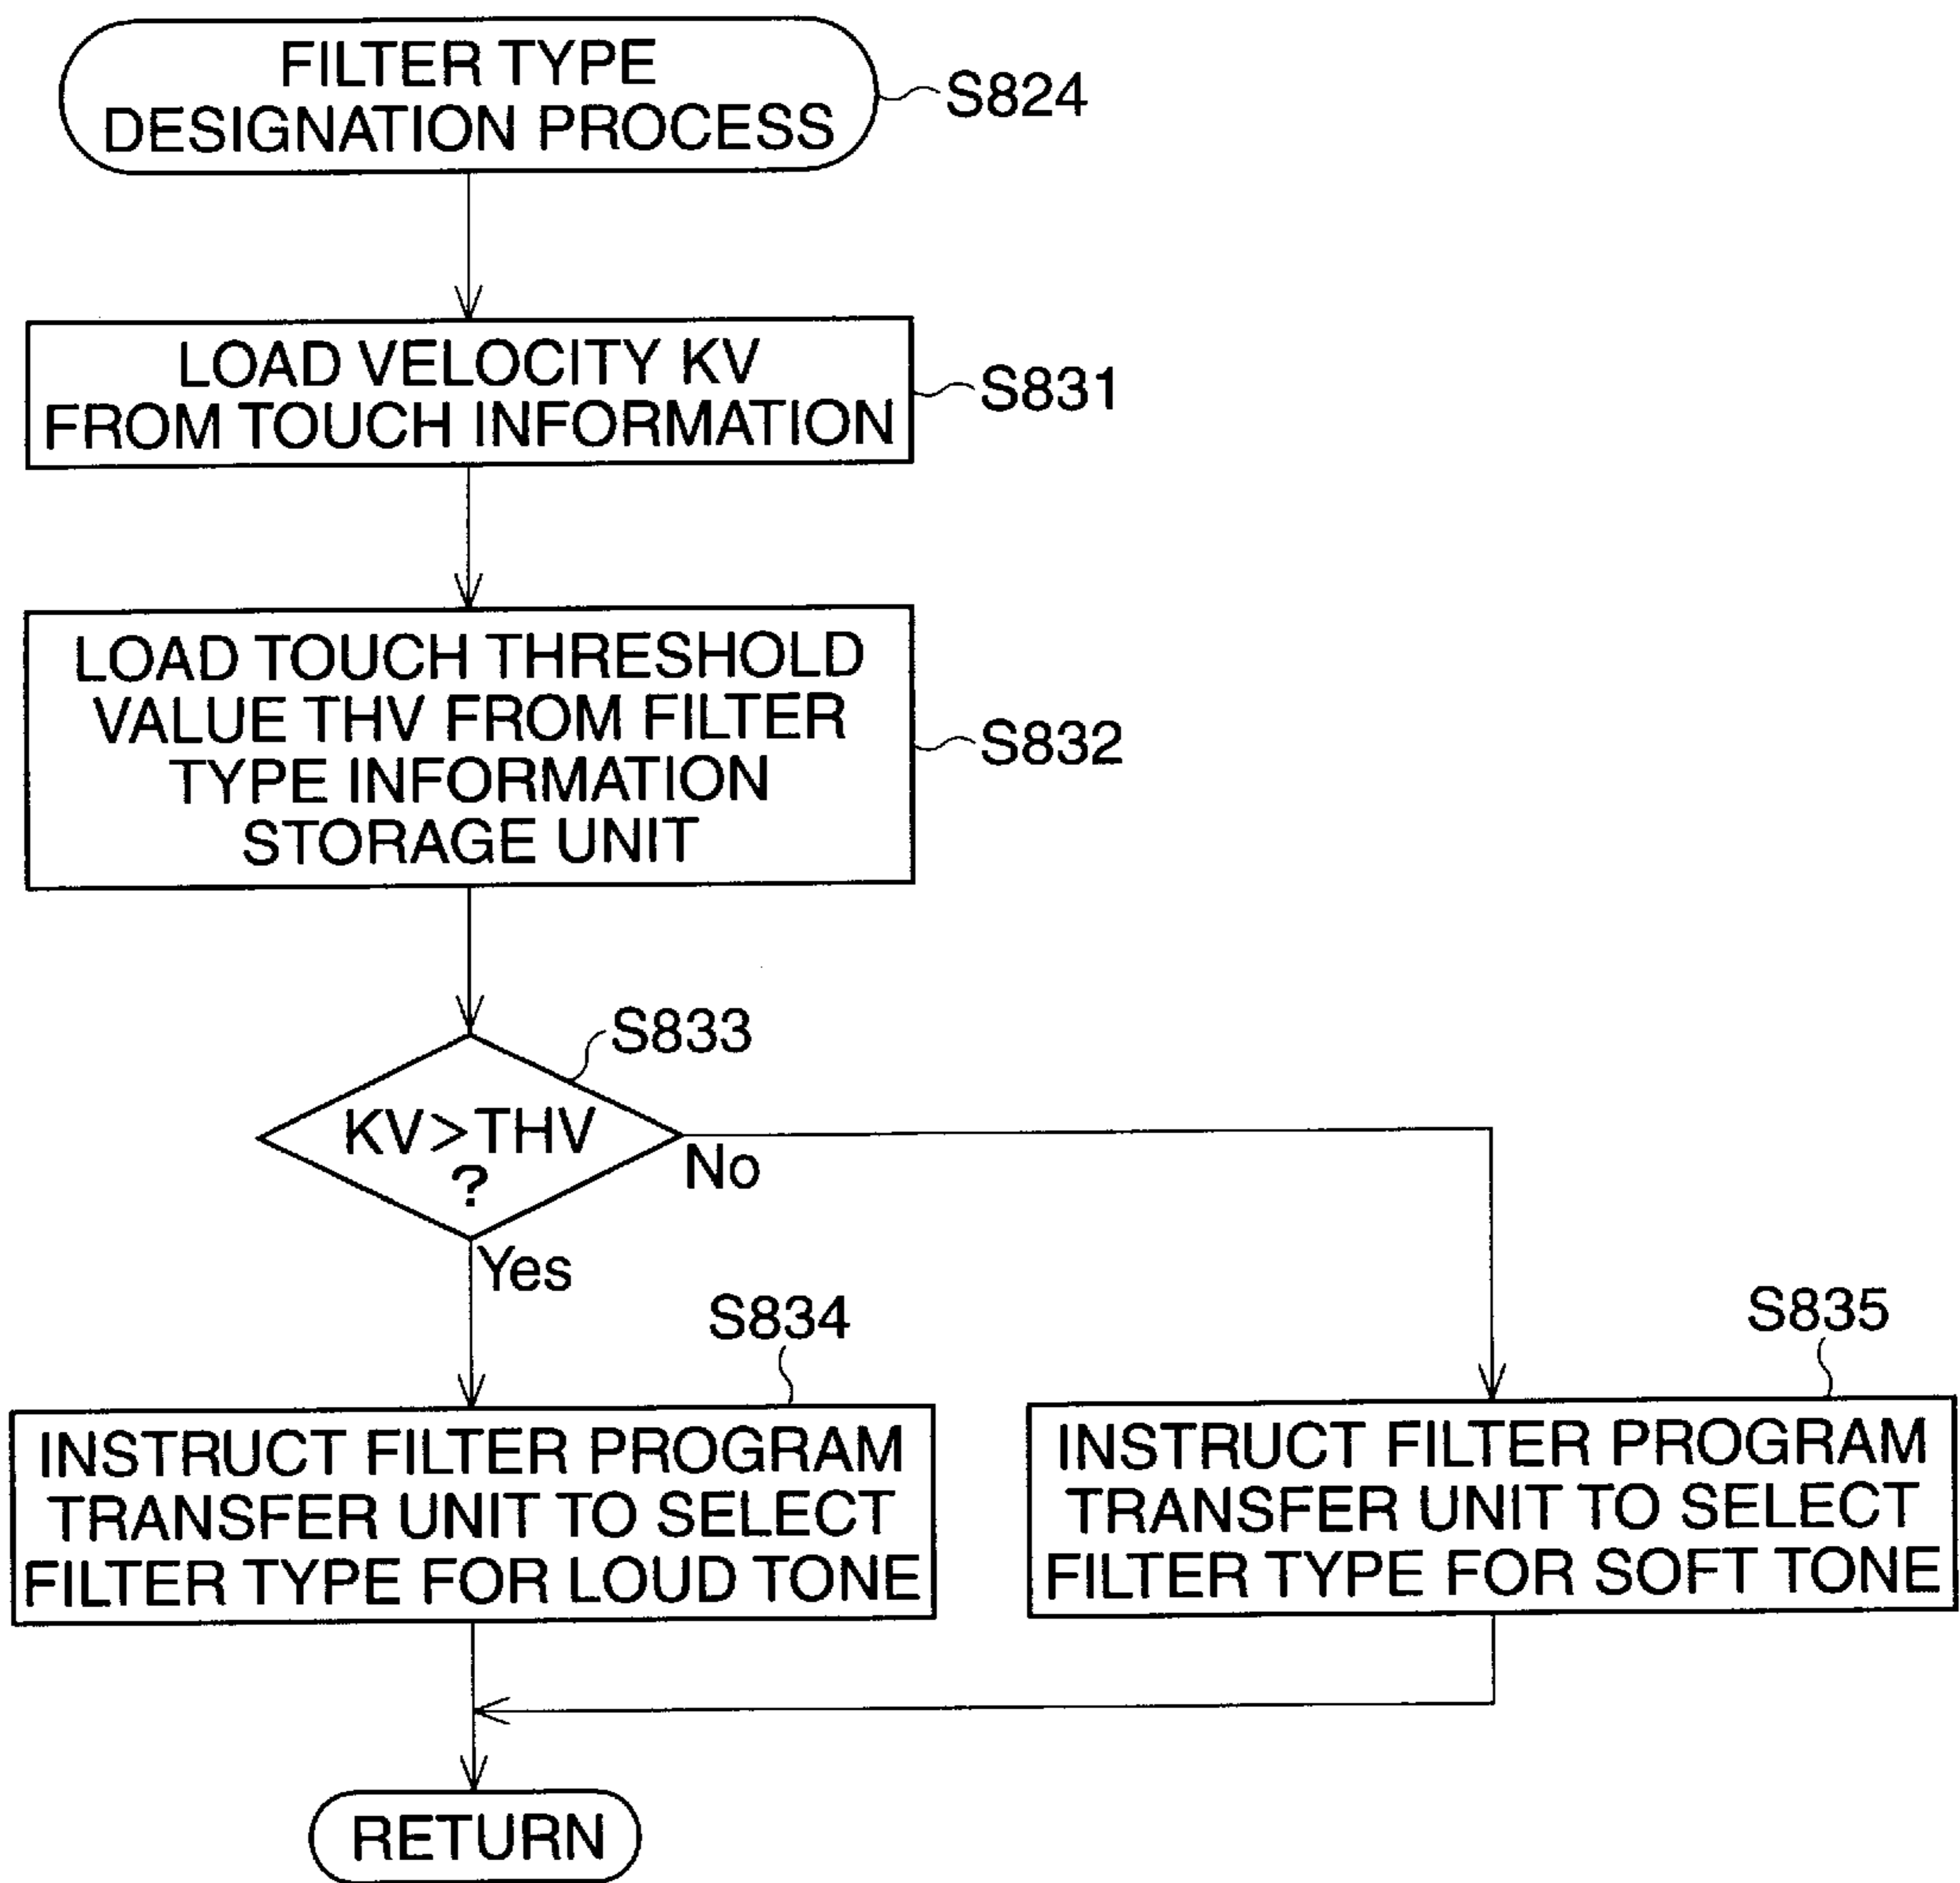 FILTER TYPE
DESIGNATION PROCESS
S824
LOAD VELOCITY KV
FROM TOUCH INFORMATION
S831
LOAD TOUCH THRESHOLD
VALUE THV FROM FILTER
TYPE INFORMATION
STORAGE UNIT
S832
S833
KV>THV
?
No
Yes
S834
INSTRUCT FILTER PROGRAM
TRANSFER UNIT TO SELECT
FILTER TYPE FOR LOUD TONE
S835
INSTRUCT FILTER PROGRAM
TRANSFER UNIT TO SELECT
FILTER TYPE FOR SOFT TONE
RETURN